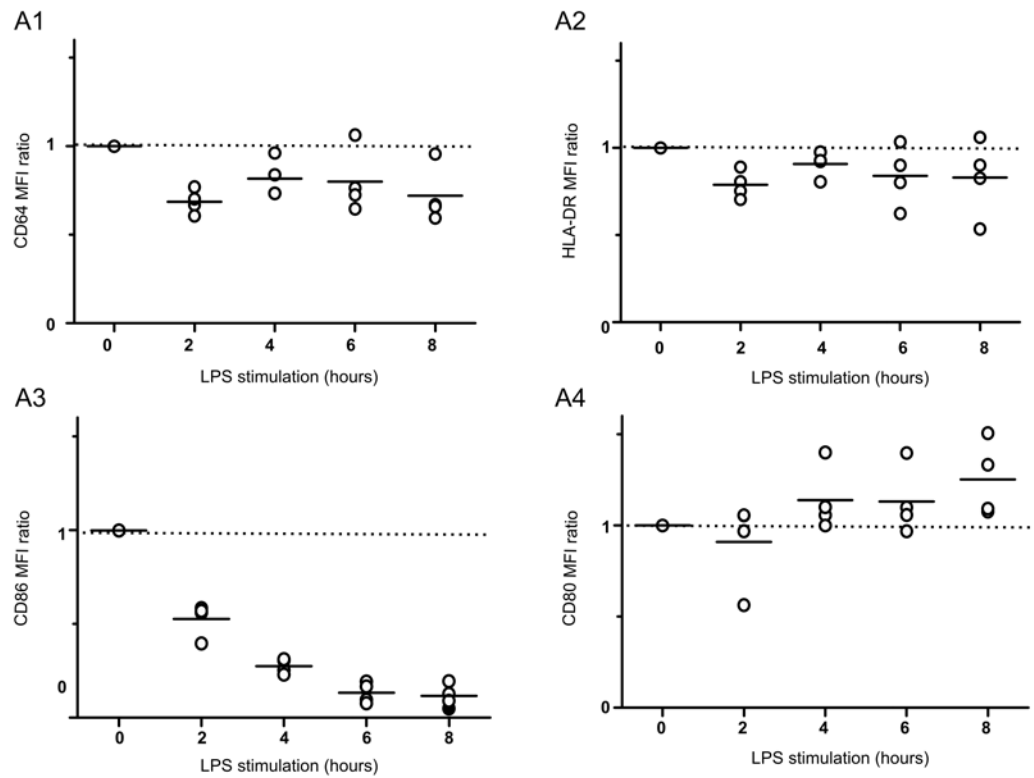 A1
CD64 MFI ratio
1
0
0 2 4 6 8
LPS stimulation (hours)
A2
HLA-DR MFI ratio
1
0
0 2 4 6 8
LPS stimulation (hours)
A3
CD86 MFI ratio
1
0
0 2 4 6 8
LPS stimulation (hours)
A4
CD80 MFI ratio
1
0
0 2 4 6 8
LPS stimulation (hours)